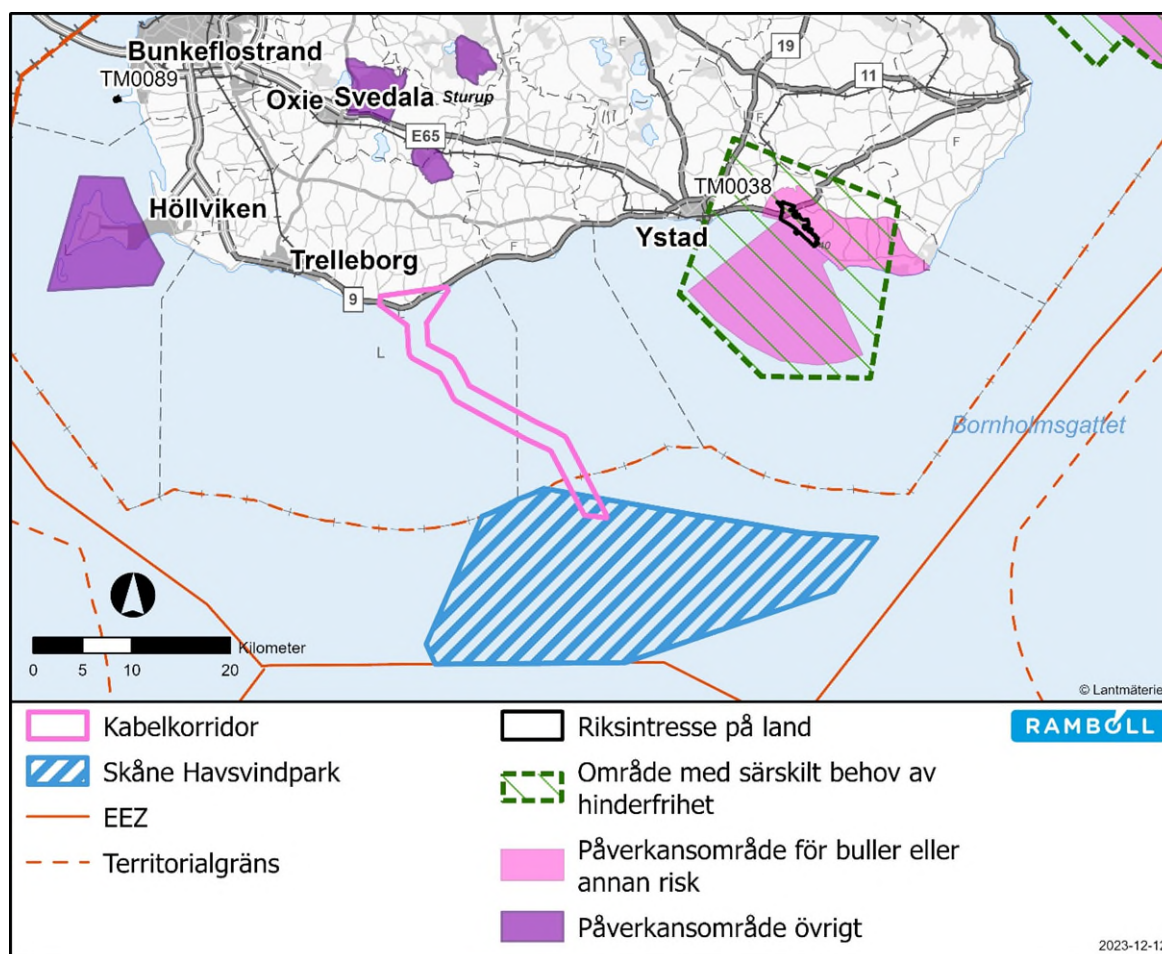 19
Bunkeflostrand
TM0089
11
Oxie
Svedala
Sturup
E65
F
F
F
F
TM0038
Höllviken
Ystad
Trelleborg
9
L
Bornholmsgattet
Kilometer
0 5 10 20
© Lantmäterie
Kabelkorridor
Skåne Havsvindpark
EEZ
Territorialgräns
Riksintresse på land
Område med särskilt behov av
hinderfrihet
Påverkansområde för buller eller
annan risk
Påverkansområde övrigt
RAMBOLL
2023-12-12